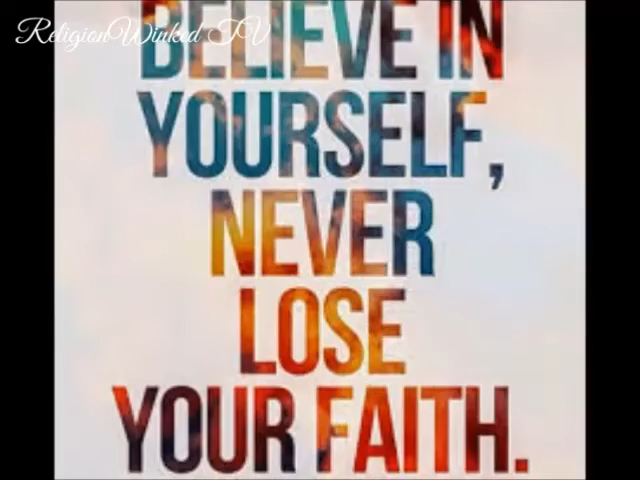 ReligionWinked TV
BELIEVE IN
YOURSELF,
NEVER
LOSE
YOUR FAITH.